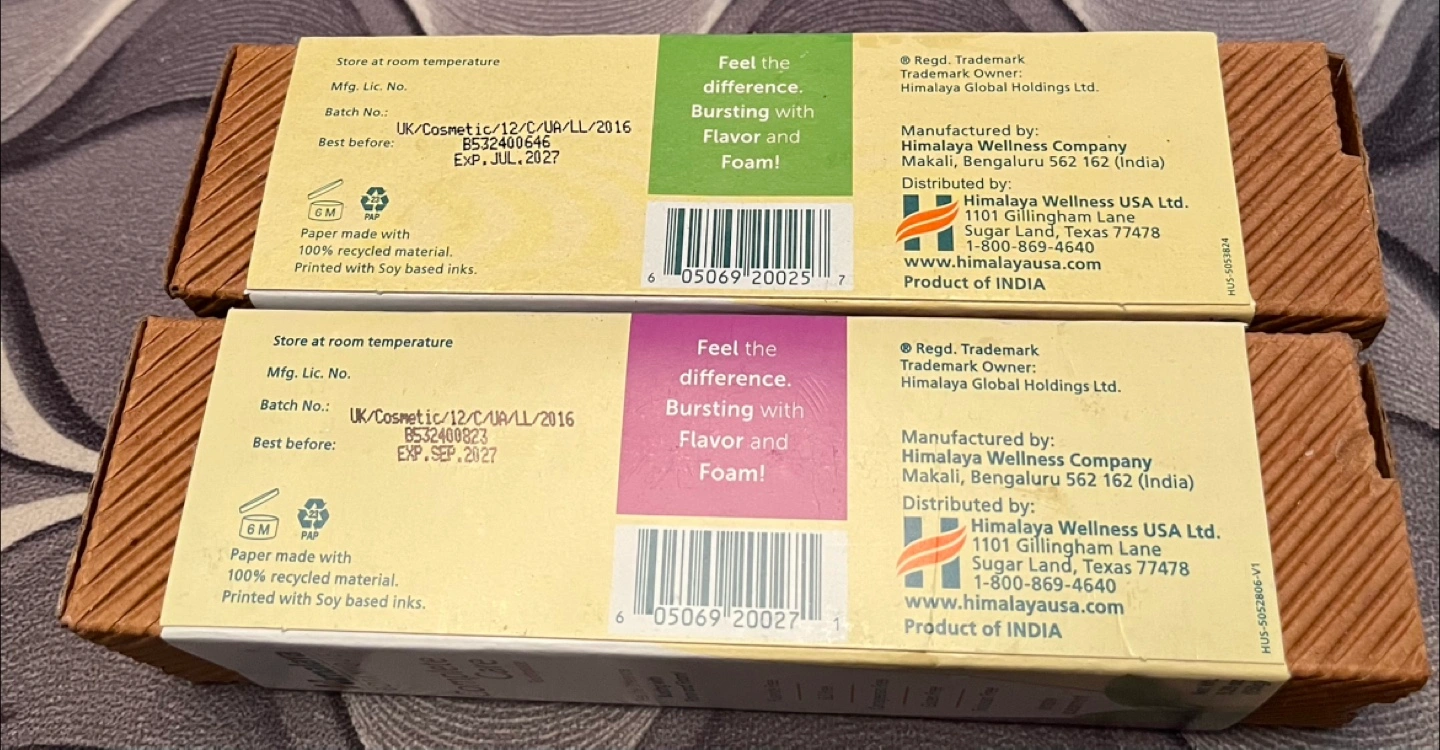 Store at room temperature
Mfg. Lic. No.
Batch No.:
UK/Cosmetic/12/C/UA/LL/2016
Best before:
B532400646
EXP.JUL.2027
6 M
21
PAP
Paper made with
100% recycled material.
Printed with Soy based inks.
Feel the
difference.
Bursting with
Flavor and
Foam!
6 05069 20025 7
® Regd. Trademark
Trademark Owner:
Himalaya Global Holdings Ltd.
Manufactured by:
Himalaya Wellness Company
Makali, Bengaluru 562 162 (India)
Distributed by:
Himalaya Wellness USA Ltd.
1101 Gillingham Lane
Sugar Land, Texas 77478
1-800-869-4640
www.himalayausa.com
Product of INDIA
HUS-5053824
Store at room temperature
Mfg. Lic. No.
Batch No.:
UK/Cosmetic/12/C/UA/LL/2016
Best before:
B532400823
EXP.SEP.2027
6 M
21
PAP
Paper made with
100% recycled material.
Printed with Soy based inks.
Feel the
difference.
Bursting with
Flavor and
Foam!
6 05069 20027 1
® Regd. Trademark
Trademark Owner:
Himalaya Global Holdings Ltd.
Manufactured by:
Himalaya Wellness Company
Makali, Bengaluru 562 162 (India)
Distributed by:
Himalaya Wellness USA Ltd.
1101 Gillingham Lane
Sugar Land, Texas 77478
1-800-869-4640
www.himalayausa.com
Product of INDIA
HUS-5052806-V1
Complete
Care